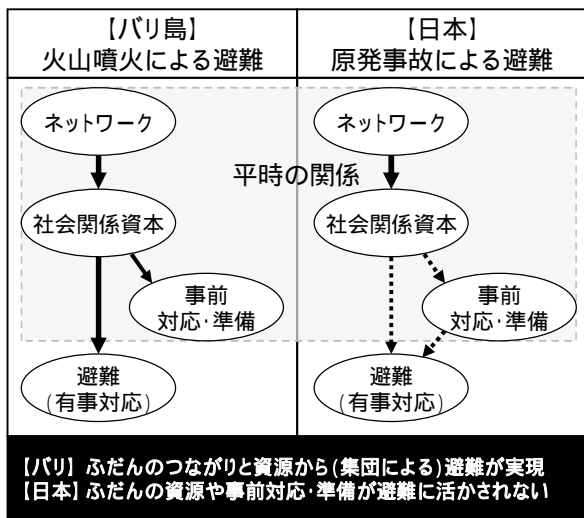 【バリ島】
火山噴火による避難
【日本】
原発事故による避難
ネットワーク
ネットワーク
平時の関係
社会関係資本
社会関係資本
事前
対応・準備
事前
対応・準備
避難
(有事対応)
避難
(有事対応)
【バリ】 ふだんのつながりと資源から(集団による)避難が実現
【日本】 ふだんの資源や事前対応・準備が避難に活かされない